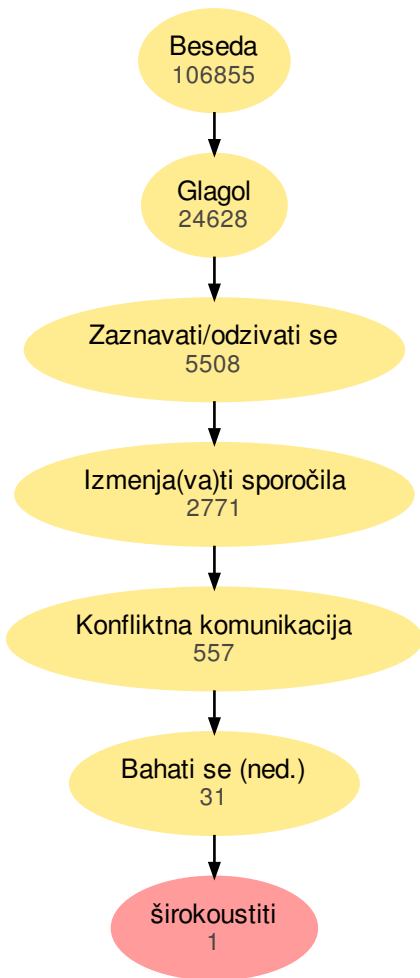 Beseda
106855
Glagol
24628
Zaznavati/odzivati se
5508
Izmenja(va)ti sporočila
2771
Konfliktna komunikacija
557
Bahati se (ned.)
31
širokoustiti
1